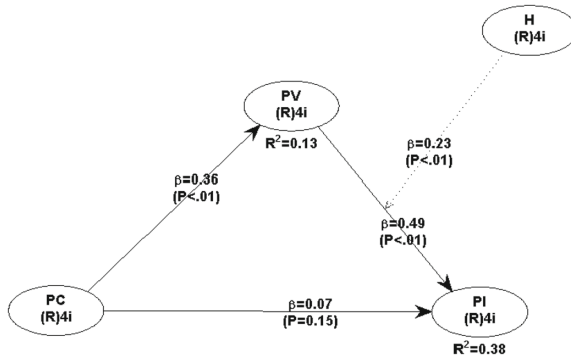 H
(R)4i
PV
(R)4i
R²=0.13
β=0.23
(P<.01)
β=0.36
(P<.01)
β=0.49
(P<.01)
PC
(R)4i
β=0.07
(P=0.15)
PI
(R)4i
R²=0.38